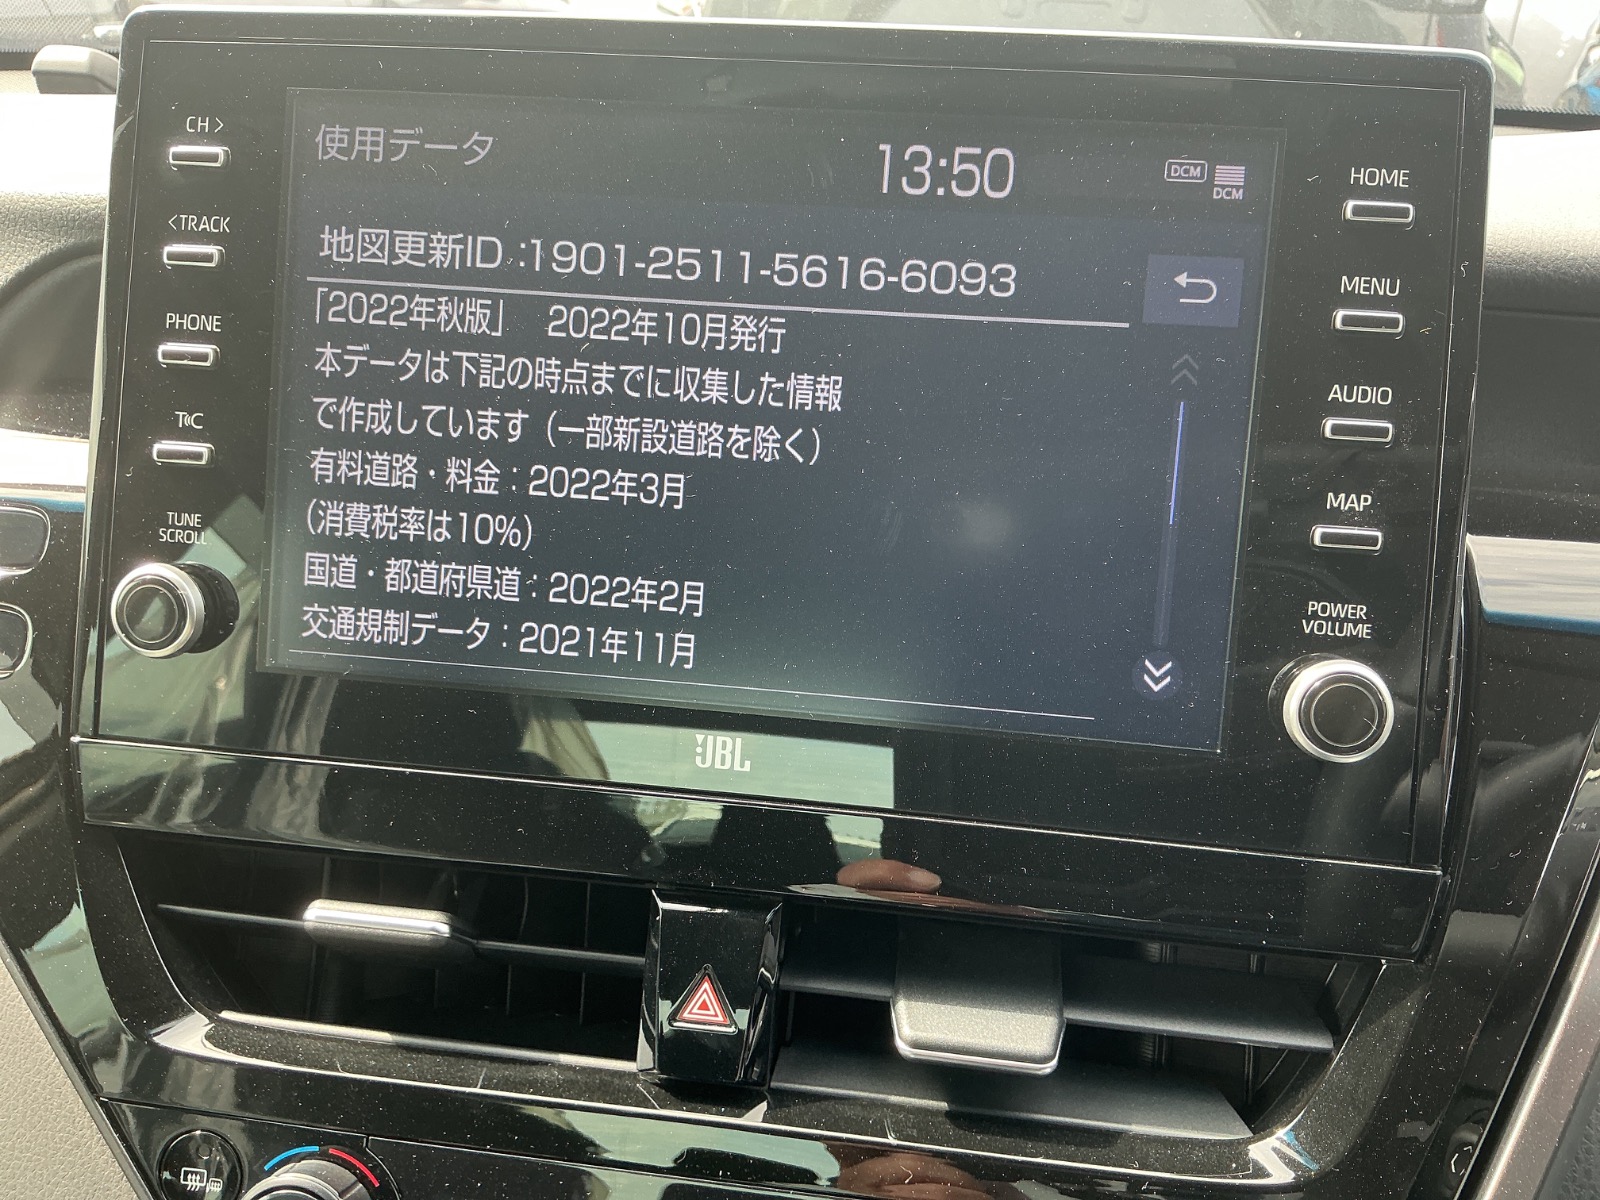 使用データ
13:50
DCM
DCM
地図更新ID :1901-2511-5616-6093
「2022年秋版」 2022年10月発行
本データは下記の時点までに収集した情報
で作成しています（一部新設道路を除く）
有料道路・料金：2022年3月
(消費税率は10%)
国道・都道府県道：2022年2月
交通規制データ：2021年11月
CH >
< TRACK
PHONE
T C
TUNE
SCROLL
HOME
MENU
AUDIO
MAP
POWER
VOLUME
JBL